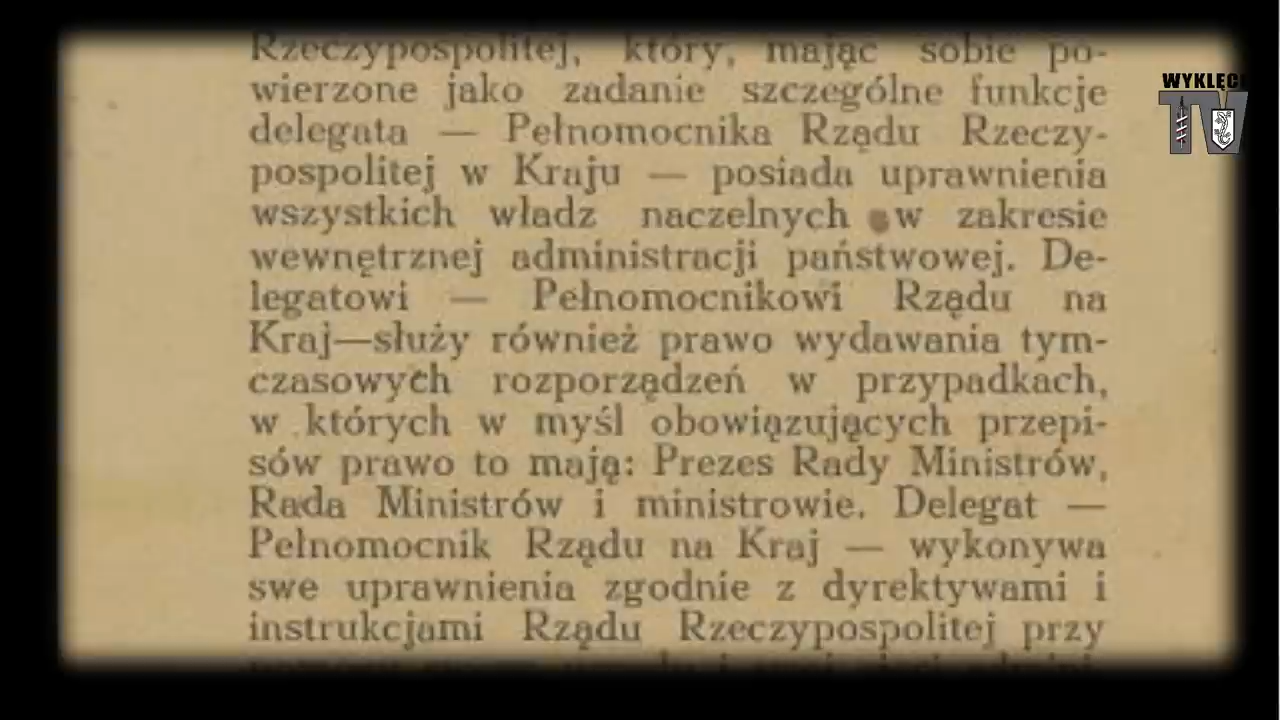 Rzeczypospolitej, który, mając sobie po-
wierzone jako zadanie szczególne funkcje
delegata — Pełnomocnika Rządu Rzeczy-
pospolitej w Kraju — posiada uprawnienia
wszystkich władz naczelnych w zakresie
wewnętrznej administracji państwowej. De-
legatowi — Pełnomocnikowi Rządu na
Kraj—służy również prawo wydawania tym-
czasowych rozporządzeń w przypadkach,
w których w myśl obowiązujących przepi-
sów prawo to mają: Prezes Rady Ministrów,
Rada Ministrów i ministrowie. Delegat —
Pełnomocnik Rządu na Kraj — wykonywa
swe uprawnienia zgodnie z dyrektywami i
instrukcjami Rządu Rzeczypospolitej przy
WYKLĘCI
TV